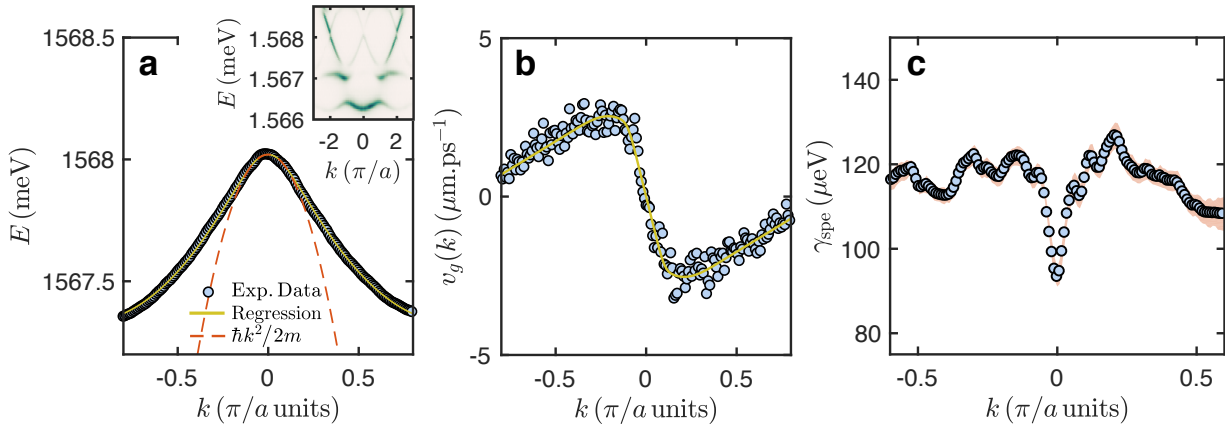 a
1568.5
1568
1567.5
E (meV)
-0.5
0
0.5
k (π/a units)
Exp. Data
Regression
ħk²/2m
1.568
1.567
1.566
E (meV)
-2
0
2
k (π/a)
b
5
0
-5
v_g(k) (μm.ps⁻¹)
-0.5
0
0.5
k (π/a units)
c
140
120
100
80
γ_spe (μeV)
-0.5
0
0.5
k (π/a units)